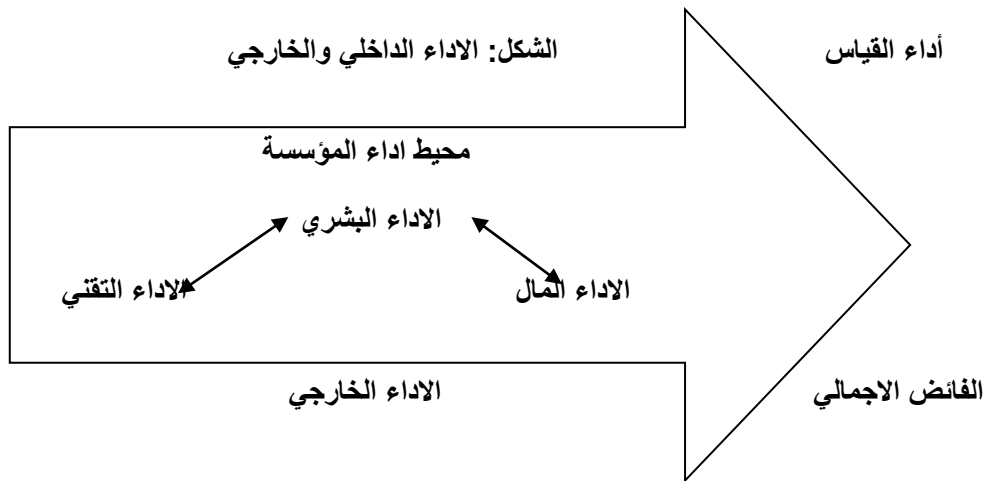 الشكل: الاداء الداخلي والخارجي
أداء القياس
محيط اداء المؤسسة
الاداء البشري
الاداء المال
الاداء التقني
الاداء الخارجي
الفائض الاجمالي